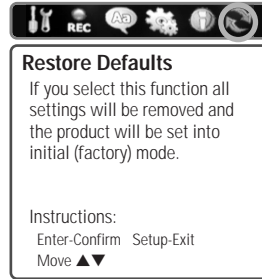 REC Aa i
Restore Defaults
If you select this function all
settings will be removed and
the product will be set into
initial (factory) mode.
Instructions:
Enter-Confirm Setup-Exit
Move ▲▼